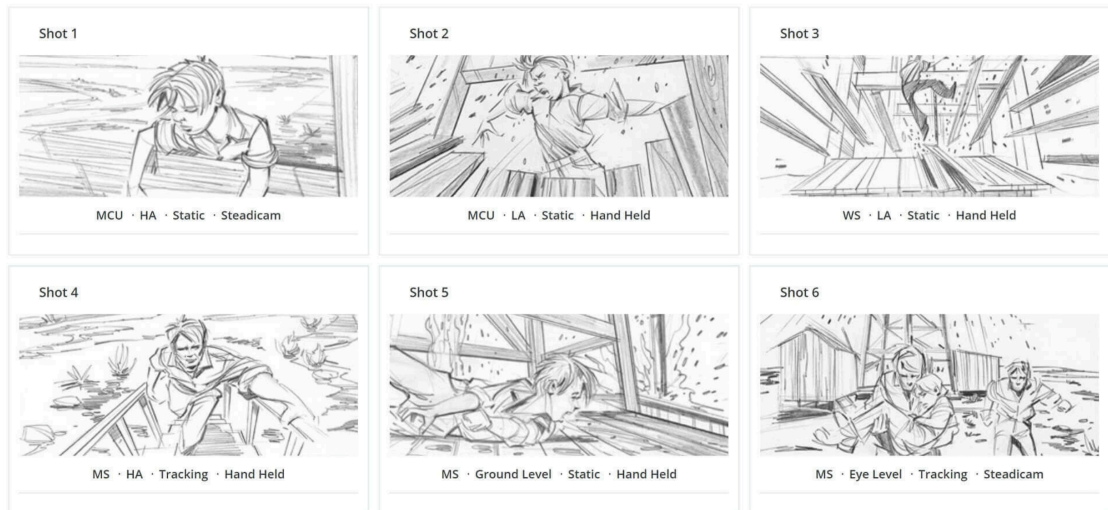 Shot 1
MCU · HA · Static · Steadicam
Shot 2
MCU · LA · Static · Hand Held
Shot 3
WS · LA · Static · Hand Held
Shot 4
MS · HA · Tracking · Hand Held
Shot 5
MS · Ground Level · Static · Hand Held
Shot 6
MS · Eye Level · Tracking · Steadicam